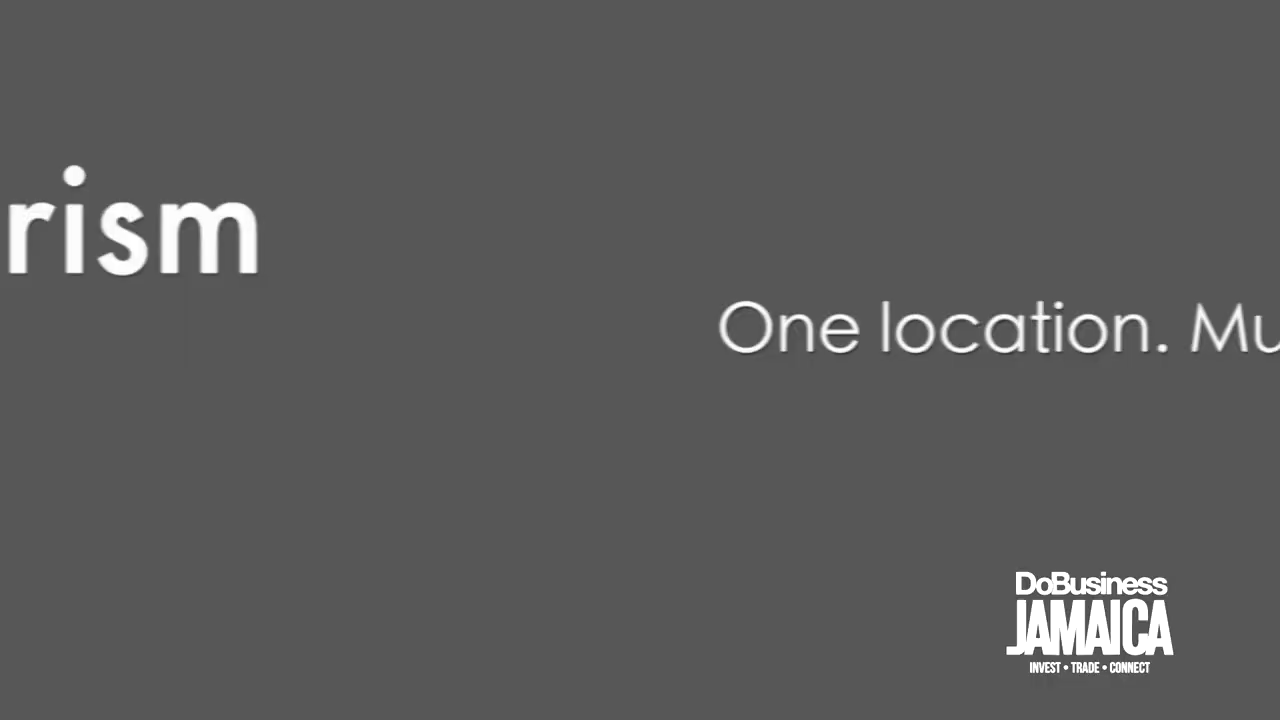 rism
One location. Mu
DoBusiness
JAMAICA
INVEST • TRADE • CONNECT